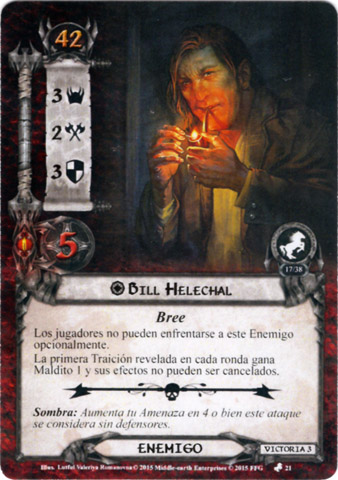 42
3
2
3
5
17/38
Bill Helechal
Bree
Los jugadores no pueden enfrentarse a este Enemigo
opcionalmente.
La primera Traición revelada en cada ronda gana
Maldito 1 y sus efectos no pueden ser cancelados.
Sombra: Aumenta tu Amenaza en 4 o bien este ataque
se considera sin defensores.
ENEMIGO
VICTORIA 3
Illus. Lotfal Valeriya Romanovna © 2015 Middle-earth Enterprises © 2015 FFG 21